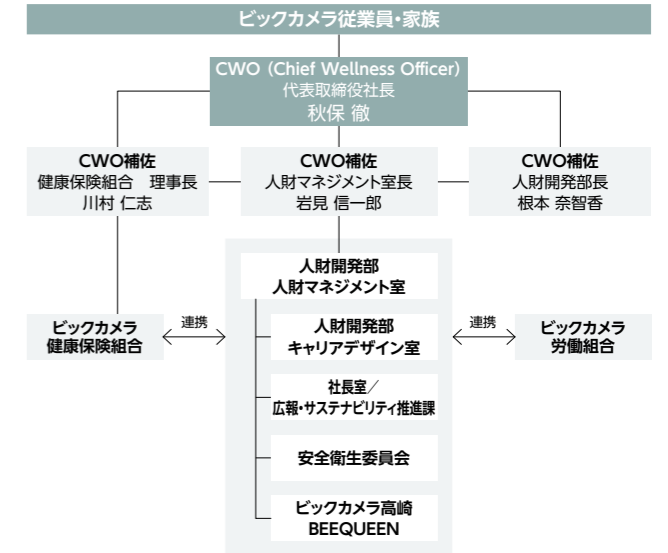 ビックカメラ従業員・家族
CWO（Chief Wellness Officer）
代表取締役社長
秋保 徹
CWO補佐
健康保険組合　理事長
川村 仁志
CWO補佐
人財マネジメント室長
岩見 信一郎
CWO補佐
人財開発部長
根本 奈智香
人財開発部
人財マネジメント室
ビックカメラ
健康保険組合
連携
人財開発部
キャリアデザイン室
連携
ビックカメラ
労働組合
社長室／
広報・サステナビリティ推進課
安全衛生委員会
ビックカメラ高崎
BEEQUEEN